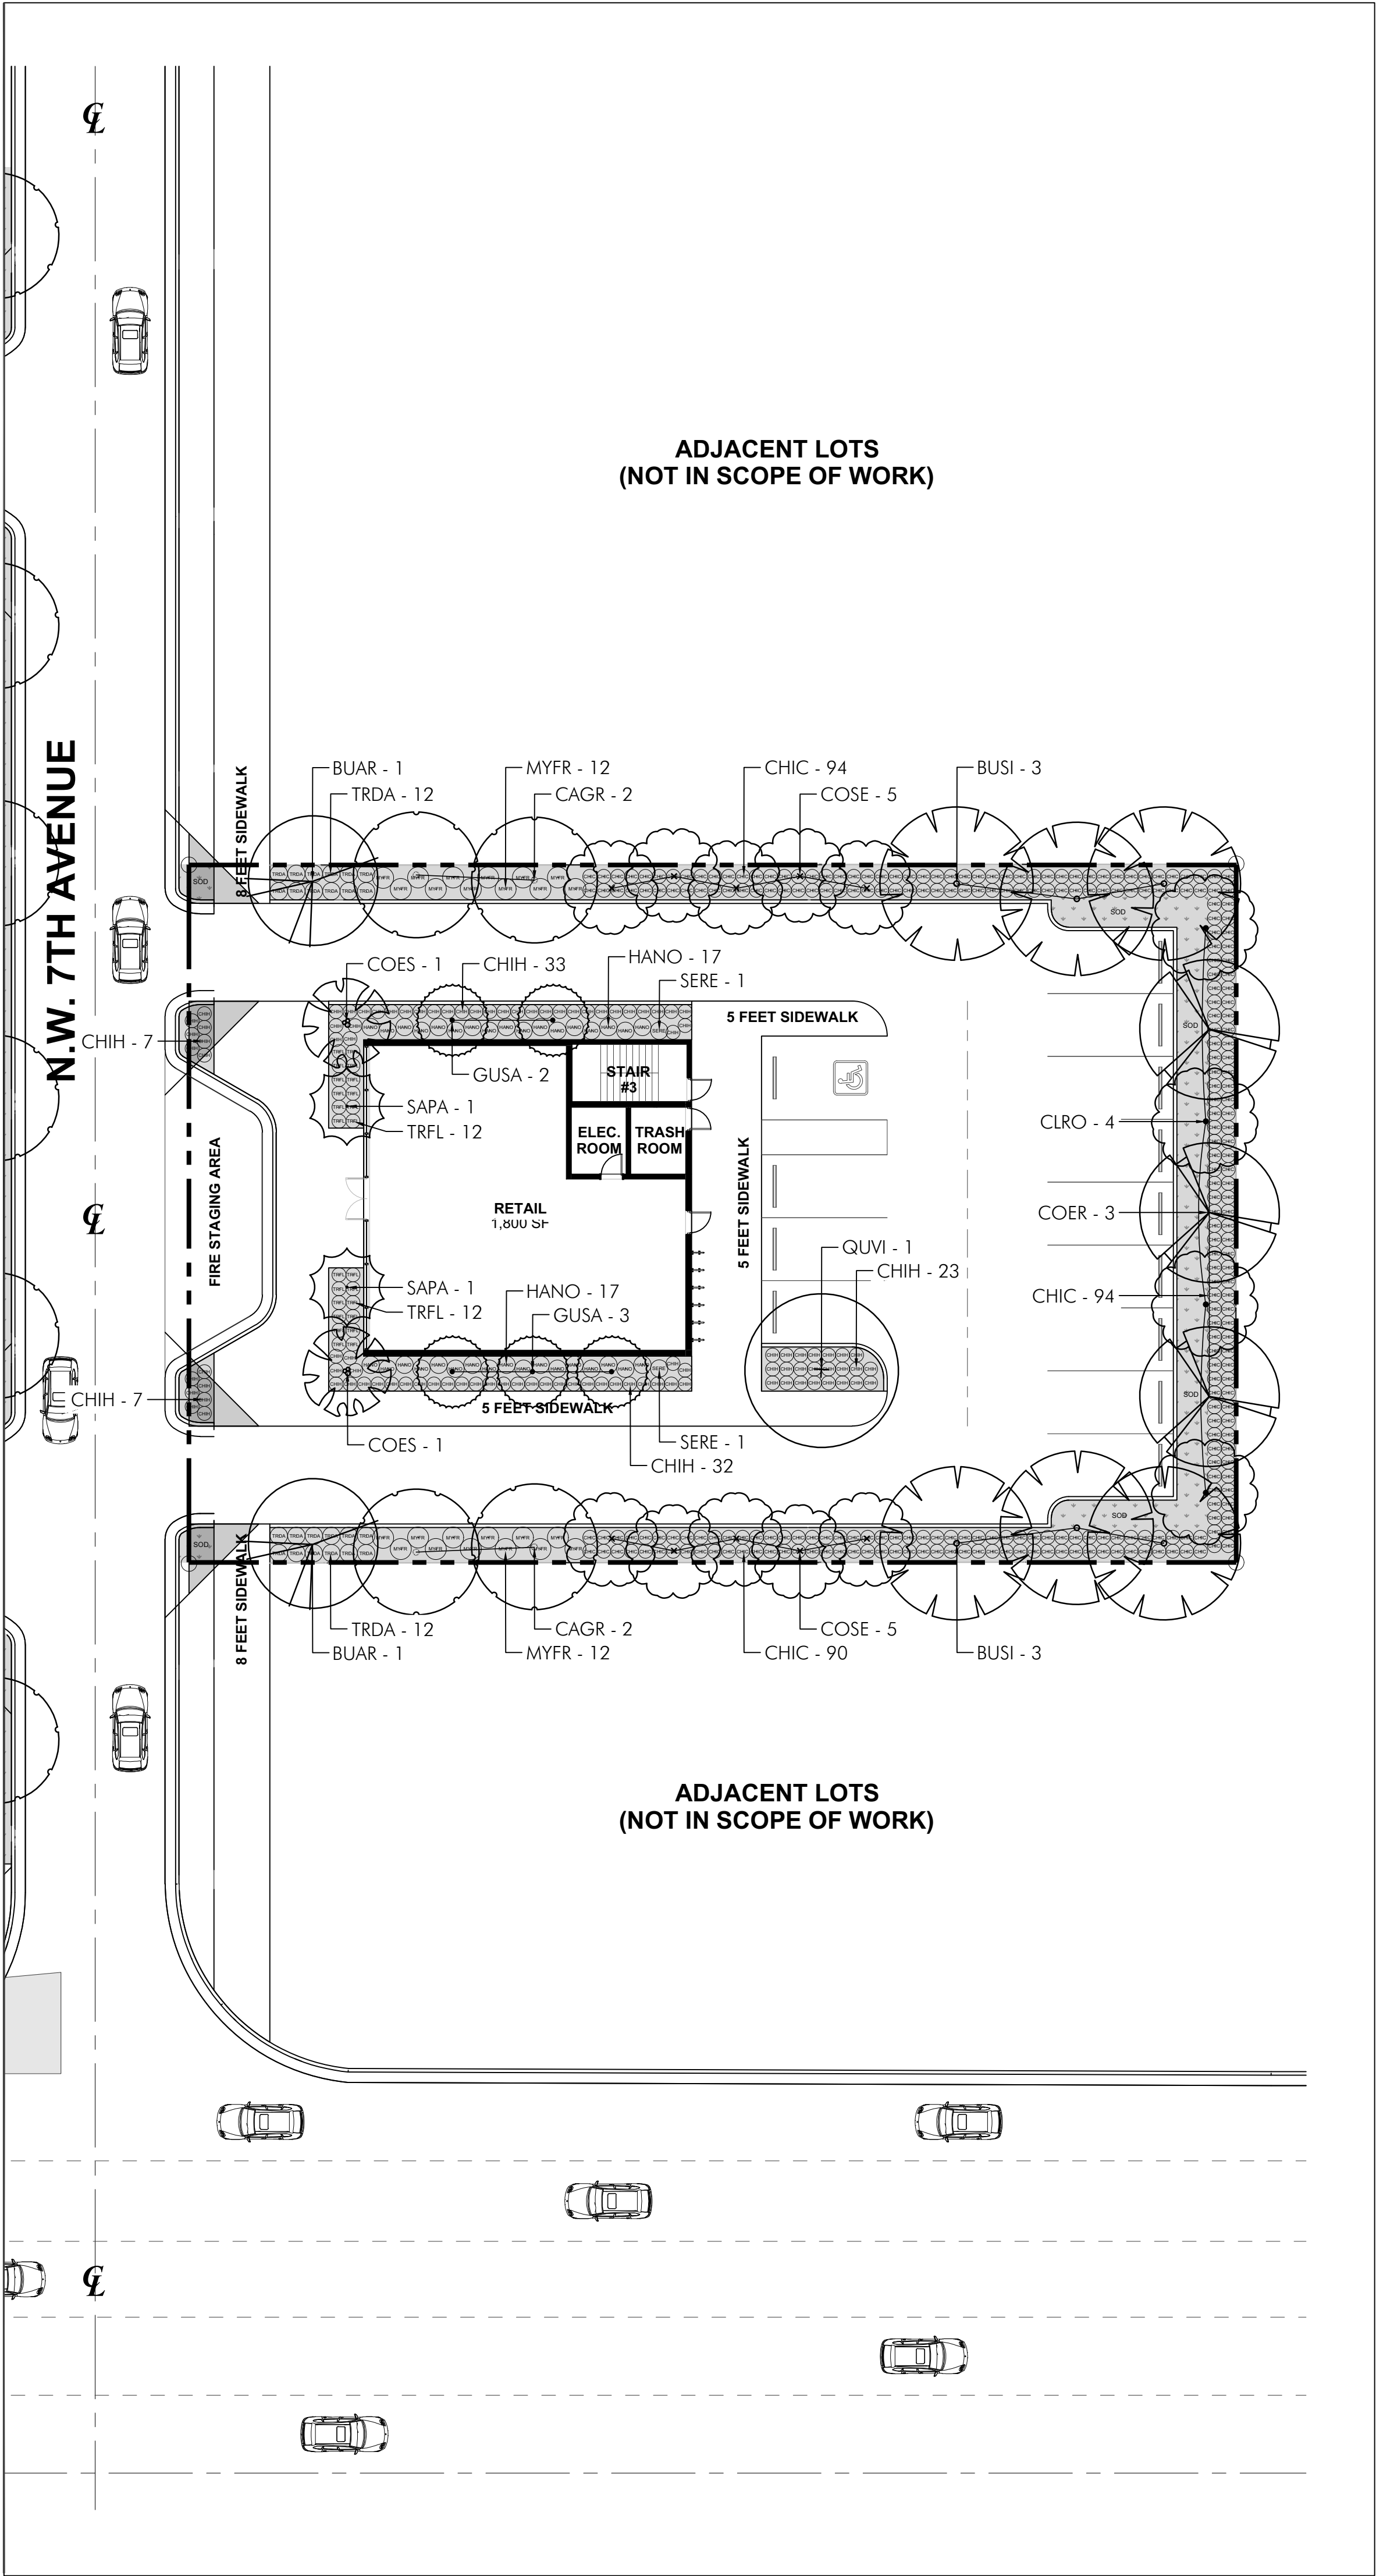 ADJACENT LOTS
(NOT IN SCOPE OF WORK)
N.W. 7TH AVENUE
8 FEET SIDEWALK
BUAR - 1
MYFR - 12
CHIC - 94
BUSI - 3
TRDA - 12
CAGR - 2
COSE - 5
SOD
SOD
COES - 1
CHIH - 33
HANO - 17
SERE - 1
5 FEET SIDEWALK
CHIH - 7
GUSA - 2
STAIR
#3
SOD
SAPA - 1
TRFL - 12
ELEC.
ROOM
TRASH
ROOM
CLRO - 4
FIRE STAGING AREA
5 FEET SIDEWALK
RETAIL
1,800 SF
COER - 3
QUVI - 1
CHIH - 23
SAPA - 1
TRFL - 12
HANO - 17
GUSA - 3
CHIC - 94
CHIH - 7
5 FEET SIDEWALK
SOD
COES - 1
SERE - 1
CHIH - 32
SOD
SOD
8 FEET SIDEWALK
TRDA - 12
CAGR - 2
COSE - 5
BUAR - 1
MYFR - 12
CHIC - 90
BUSI - 3
ADJACENT LOTS
(NOT IN SCOPE OF WORK)